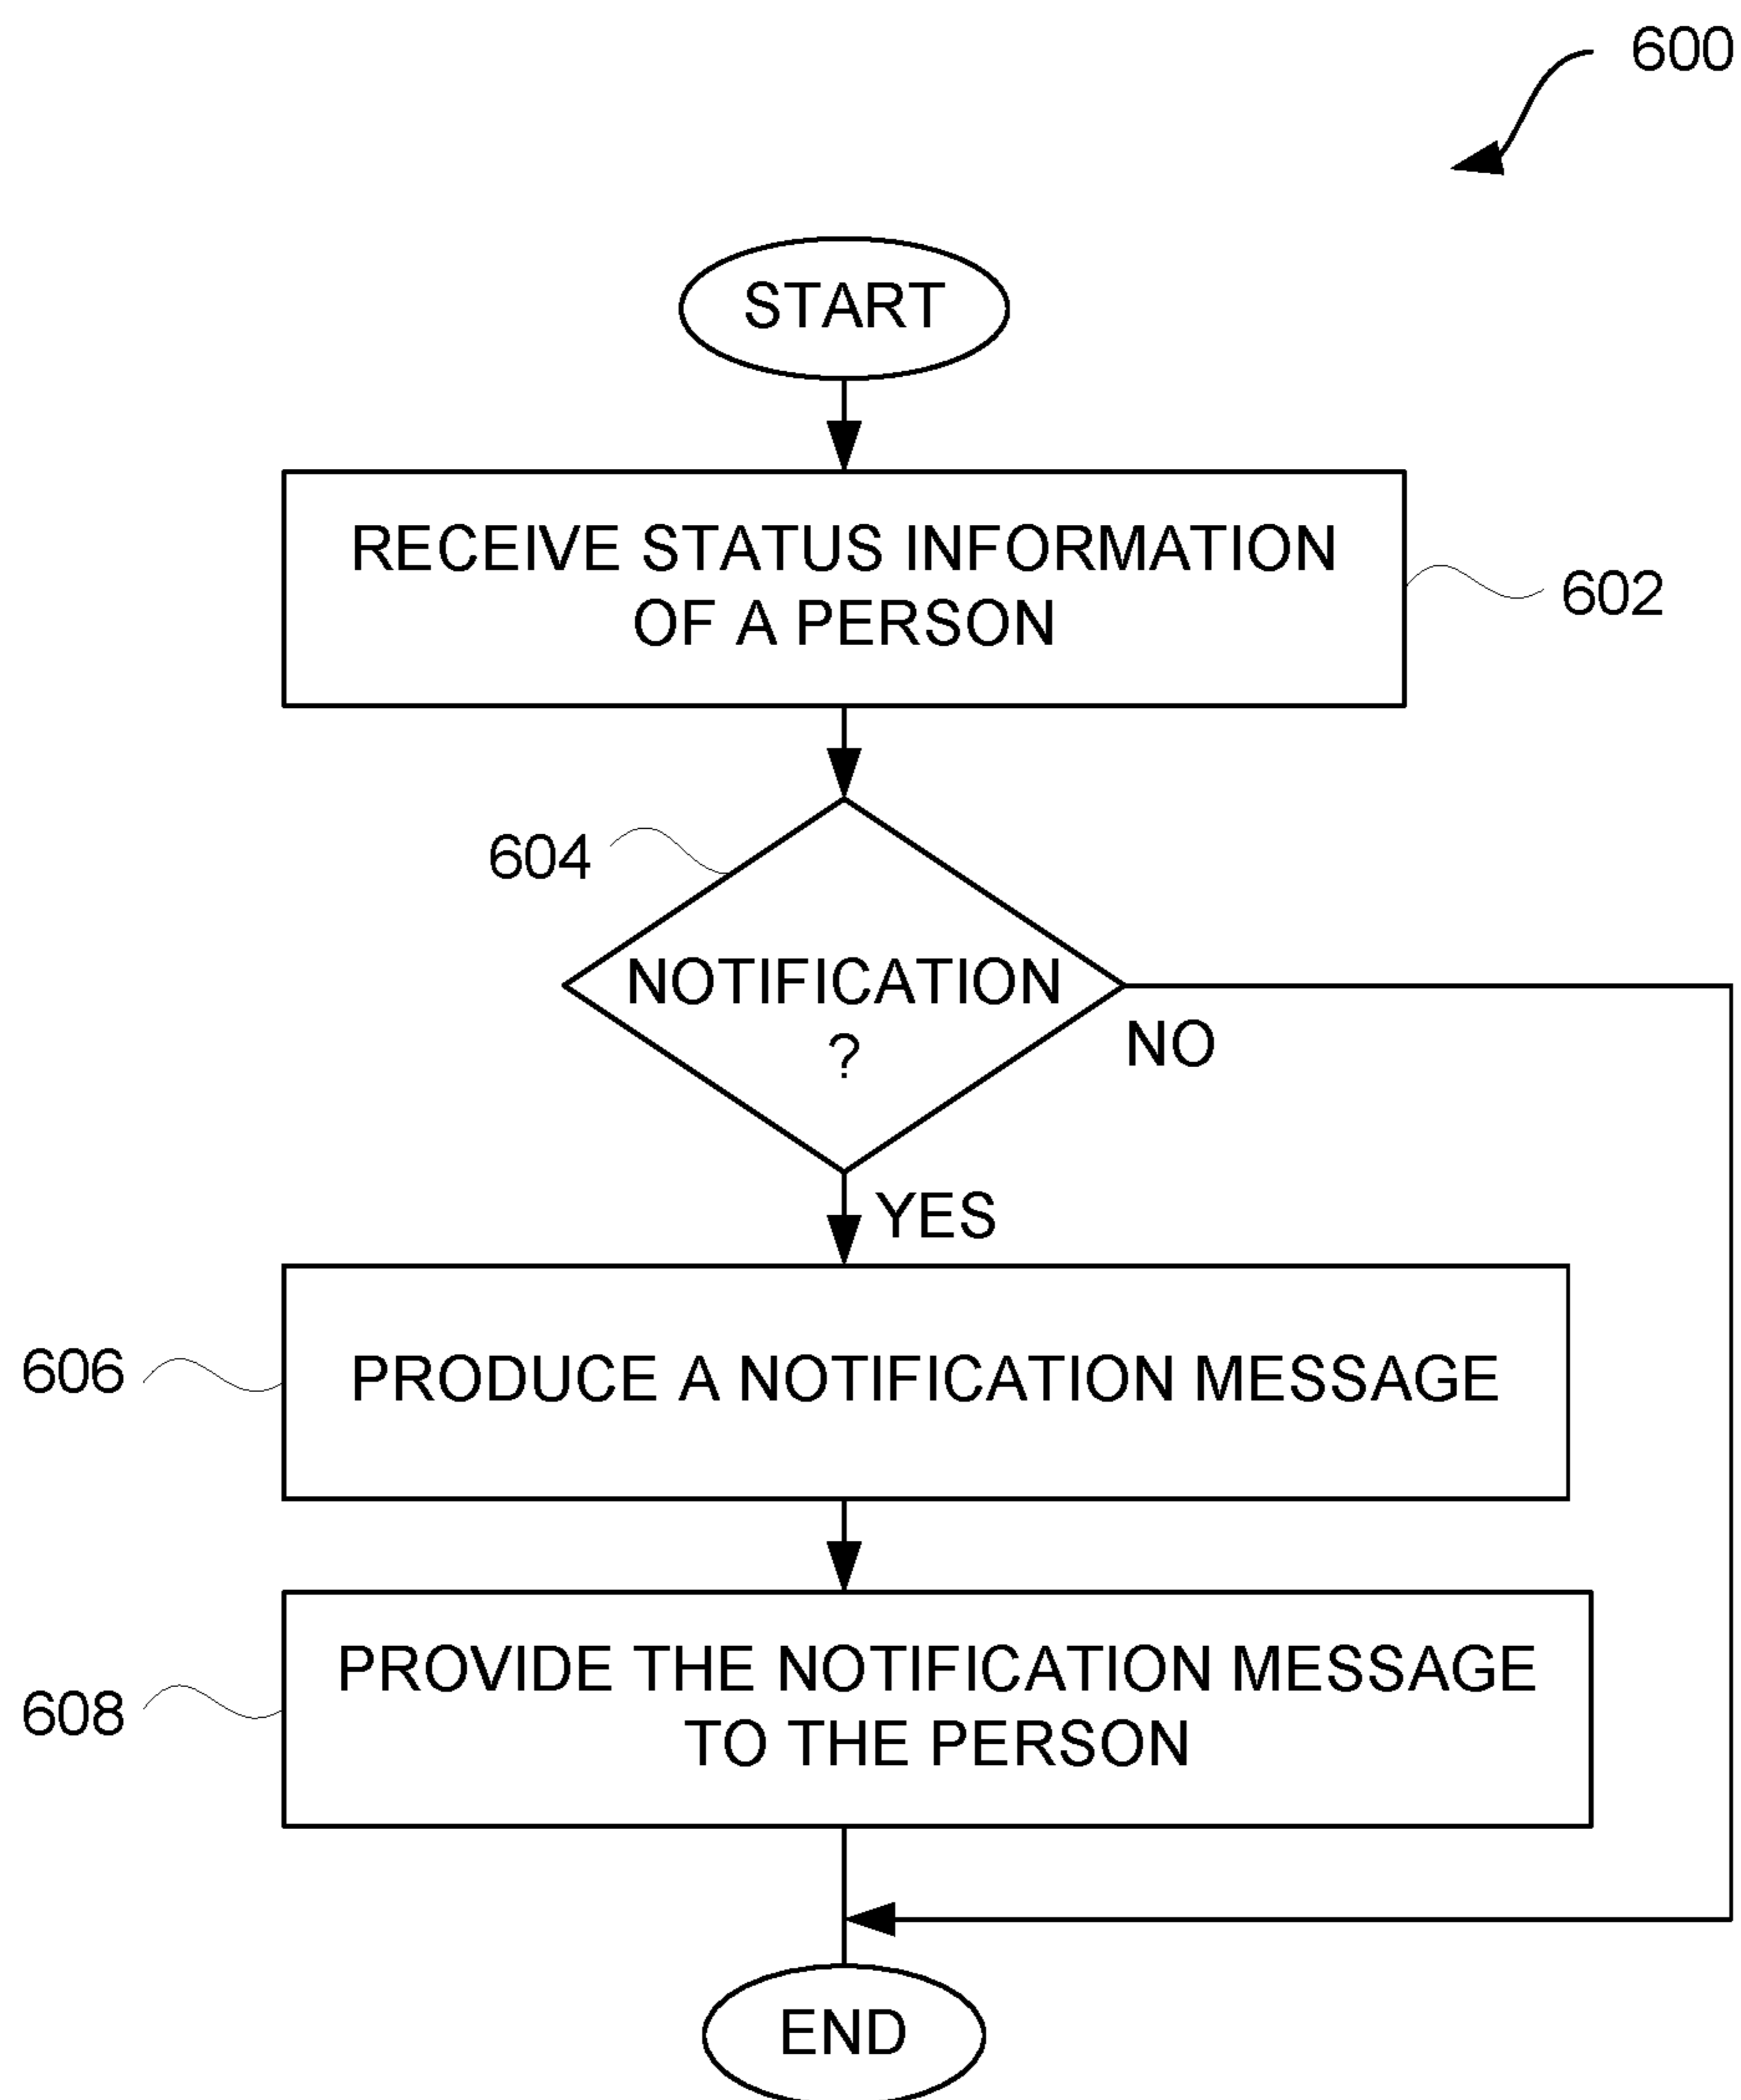 600
START
RECEIVE STATUS INFORMATION
OF A PERSON
602
604
NOTIFICATION
?
NO
YES
606
PRODUCE A NOTIFICATION MESSAGE
608
PROVIDE THE NOTIFICATION MESSAGE
TO THE PERSON
END